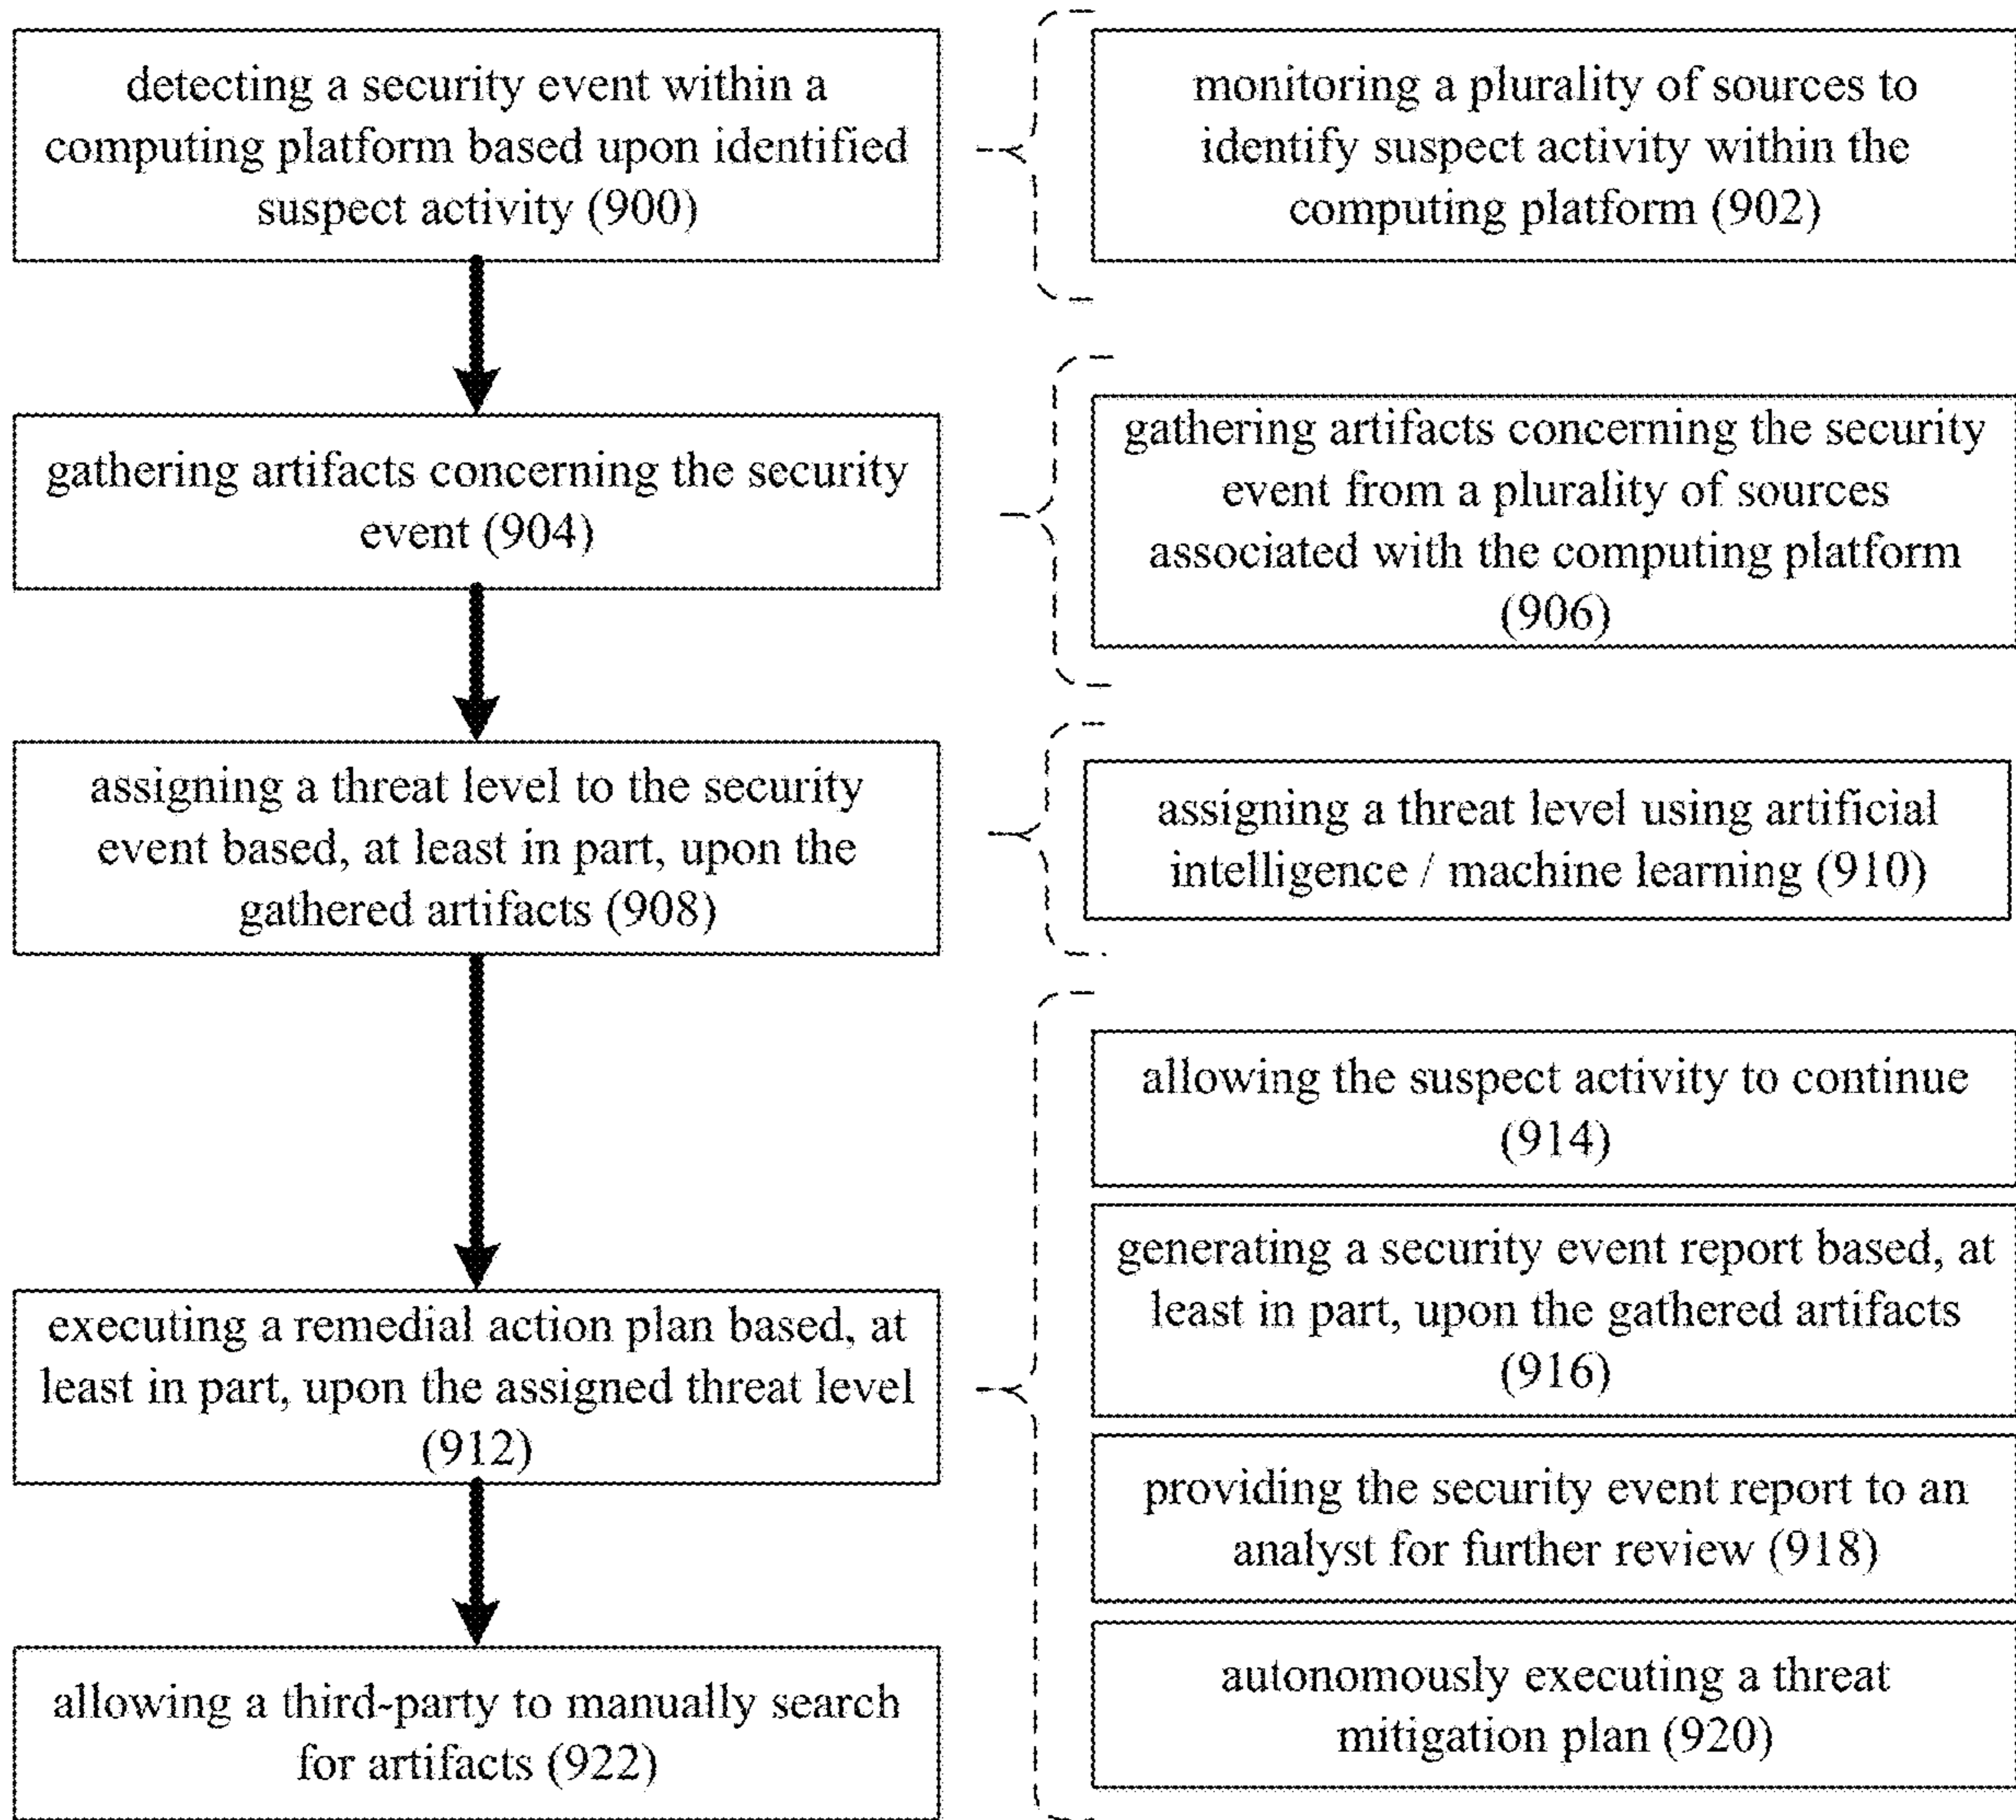 detecting a security event within a
computing platform based upon identified
suspect activity (900)
monitoring a plurality of sources to
identify suspect activity within the
computing platform (902)
gathering artifacts concerning the security
event (904)
gathering artifacts concerning the security
event from a plurality of sources
associated with the computing platform
(906)
assigning a threat level to the security
event based, at least in part, upon the
gathered artifacts (908)
assigning a threat level using artificial
intelligence / machine learning (910)
executing a remedial action plan based, at
least in part, upon the assigned threat level
(912)
allowing the suspect activity to continue
(914)
generating a security event report based, at
least in part, upon the gathered artifacts
(916)
providing the security event report to an
analyst for further review (918)
autonomously executing a threat
mitigation plan (920)
allowing a third-party to manually search
for artifacts (922)